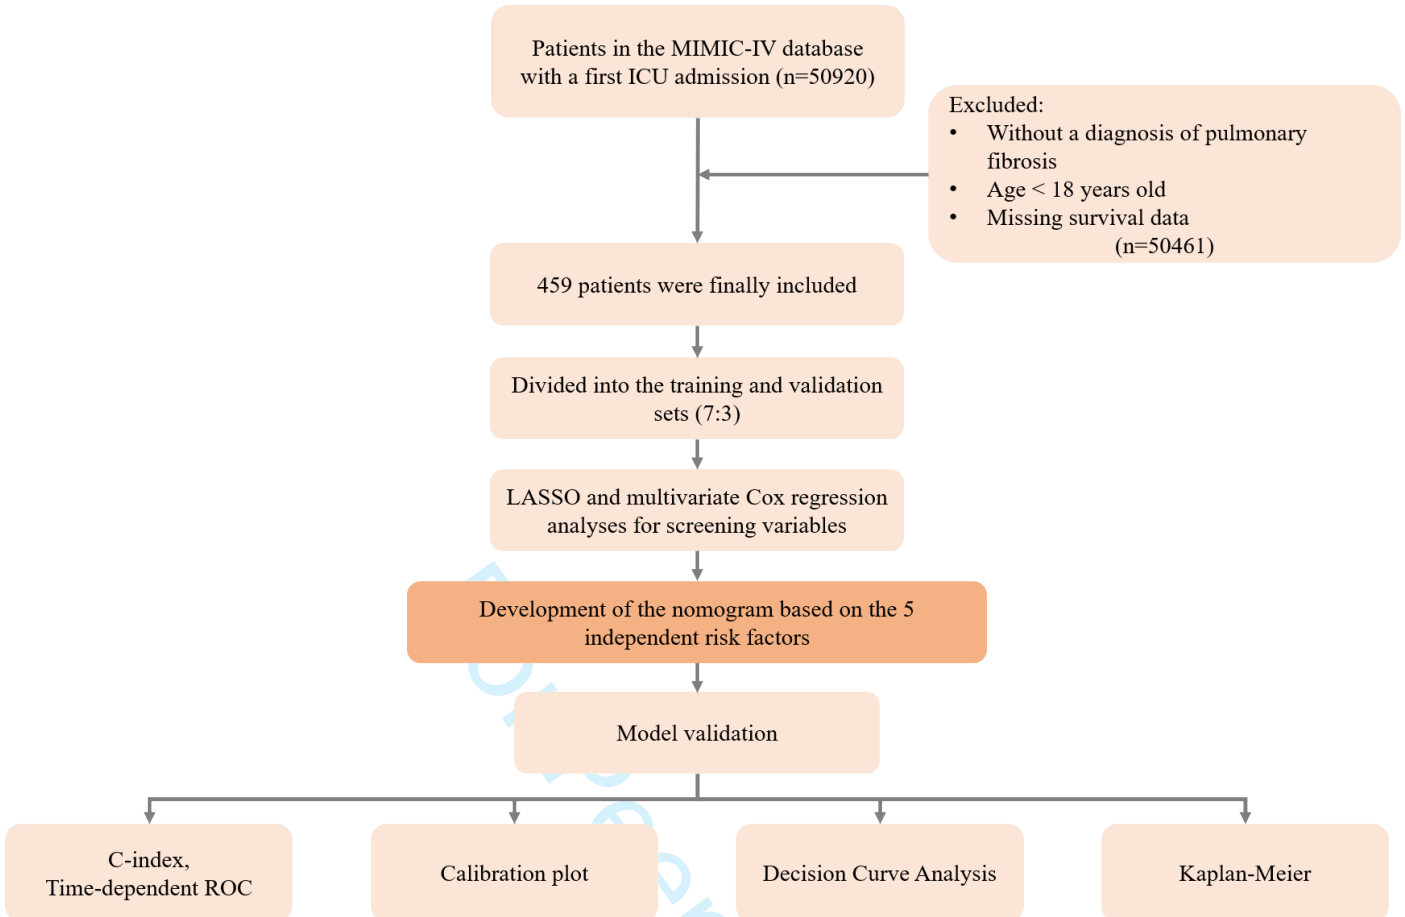 Patients in the MIMIC-IV database
with a first ICU admission (n=50920)
Excluded:
• Without a diagnosis of pulmonary
fibrosis
• Age < 18 years old
• Missing survival data
(n=50461)
459 patients were finally included
Divided into the training and validation
sets (7:3)
LASSO and multivariate Cox regression
analyses for screening variables
Development of the nomogram based on the 5
independent risk factors
Model validation
C-index,
Time-dependent ROC
Calibration plot
Decision Curve Analysis
Kaplan-Meier